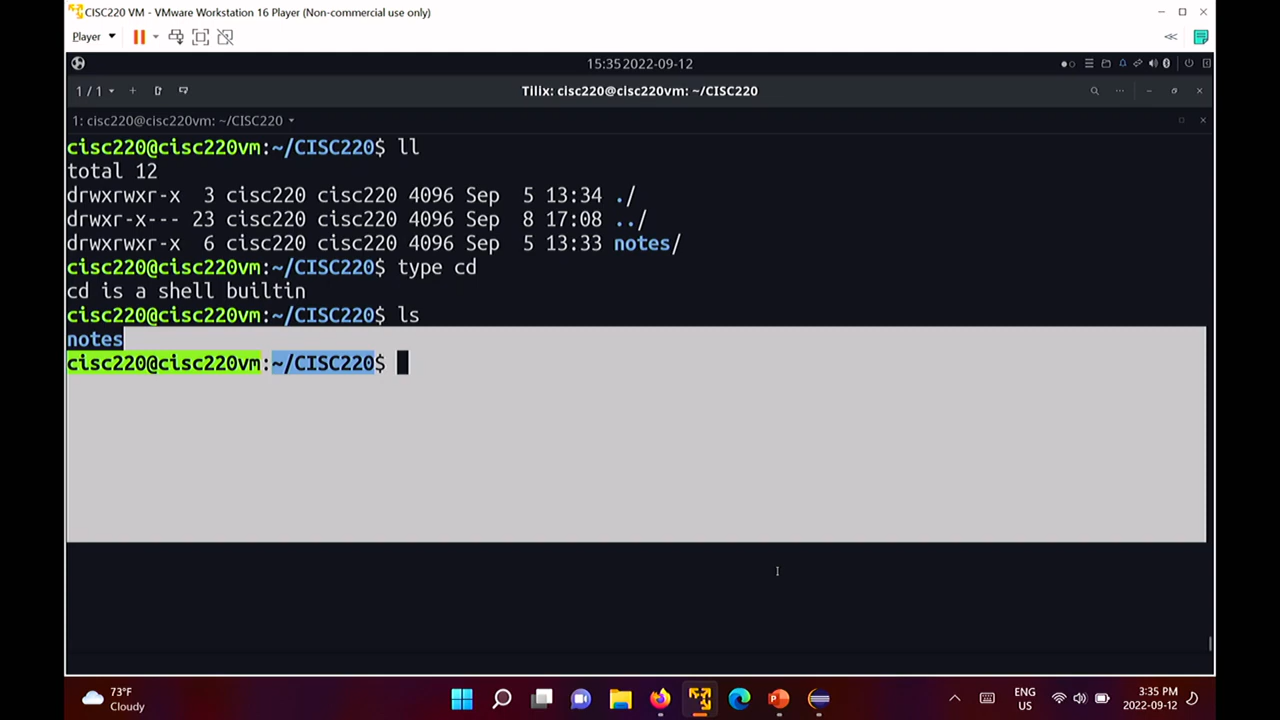 CISC220 VM - VMware Workstation 16 Player (Non-commercial use only)
Player
15:35 2022-09-12
1 / 1
Tilix: cisc220@cisc220vm: ~/CISC220
1: cisc220@cisc220vm: ~/CISC220
cisc220@cisc220vm:~/CISC220$ ll
total 12
drwxrwxr-x  3 cisc220 cisc220 4096 Sep  5 13:34 ./
drwxr-x--- 23 cisc220 cisc220 4096 Sep  8 17:08 ../
drwxrwxr-x  6 cisc220 cisc220 4096 Sep  5 13:33 notes/
cisc220@cisc220vm:~/CISC220$ type cd
cd is a shell builtin
cisc220@cisc220vm:~/CISC220$ ls
notes
cisc220@cisc220vm:~/CISC220$
73°F
Cloudy
ENG
US
3:35 PM
2022-09-12